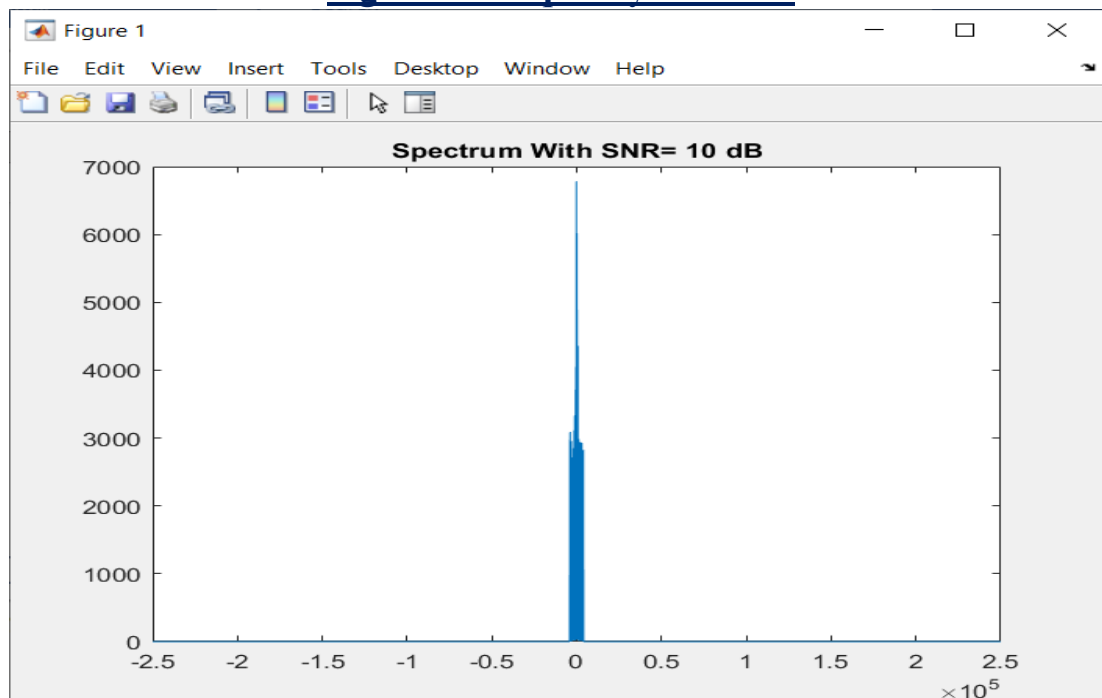 Figure 1
File Edit View Insert Tools Desktop Window Help
Spectrum With SNR= 10 dB
7000
6000
5000
4000
3000
2000
1000
0
-2.5 -2 -1.5 -1 -0.5 0 0.5 1 1.5 2 2.5
×10⁵